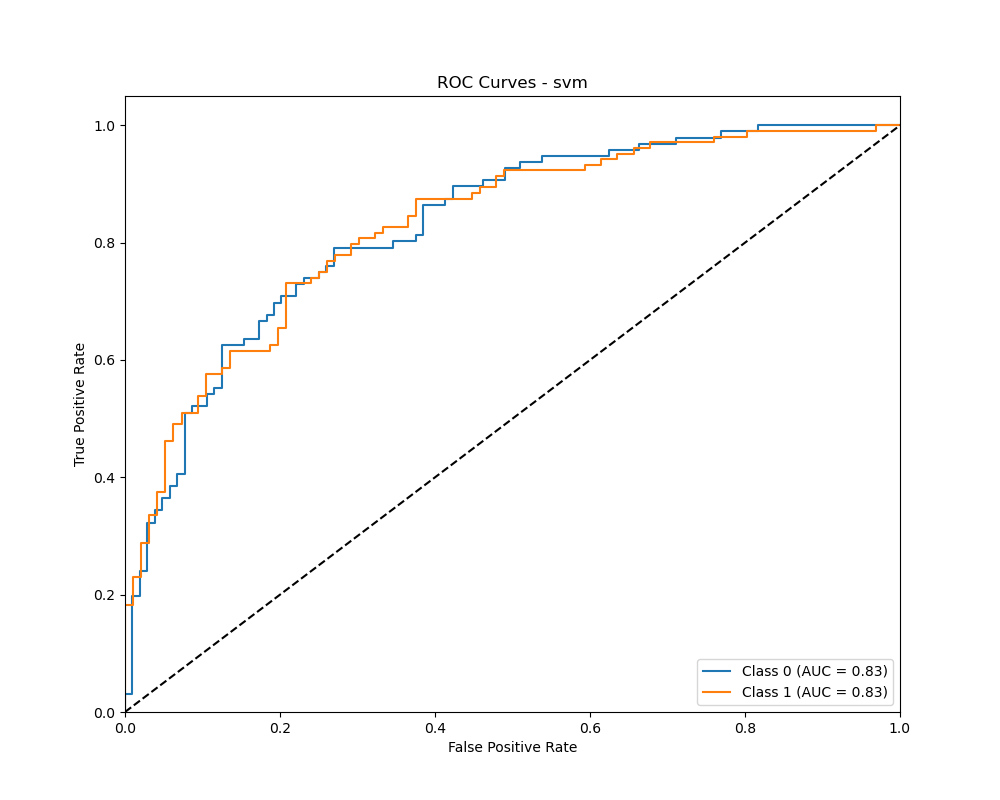 ROC Curves - svm
True Positive Rate
1.0
0.8
0.6
0.4
0.2
0.0
0.0 0.2 0.4 0.6 0.8 1.0
False Positive Rate
Class 0 (AUC = 0.83)
Class 1 (AUC = 0.83)